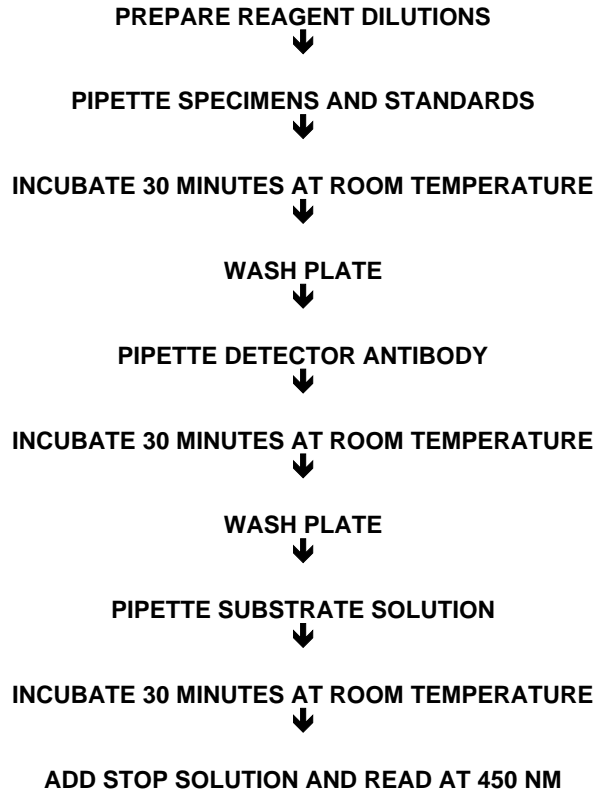 PREPARE REAGENT DILUTIONS
PIPETTE SPECIMENS AND STANDARDS
INCUBATE 30 MINUTES AT ROOM TEMPERATURE
WASH PLATE
PIPETTE DETECTOR ANTIBODY
INCUBATE 30 MINUTES AT ROOM TEMPERATURE
WASH PLATE
PIPETTE SUBSTRATE SOLUTION
INCUBATE 30 MINUTES AT ROOM TEMPERATURE
ADD STOP SOLUTION AND READ AT 450 NM